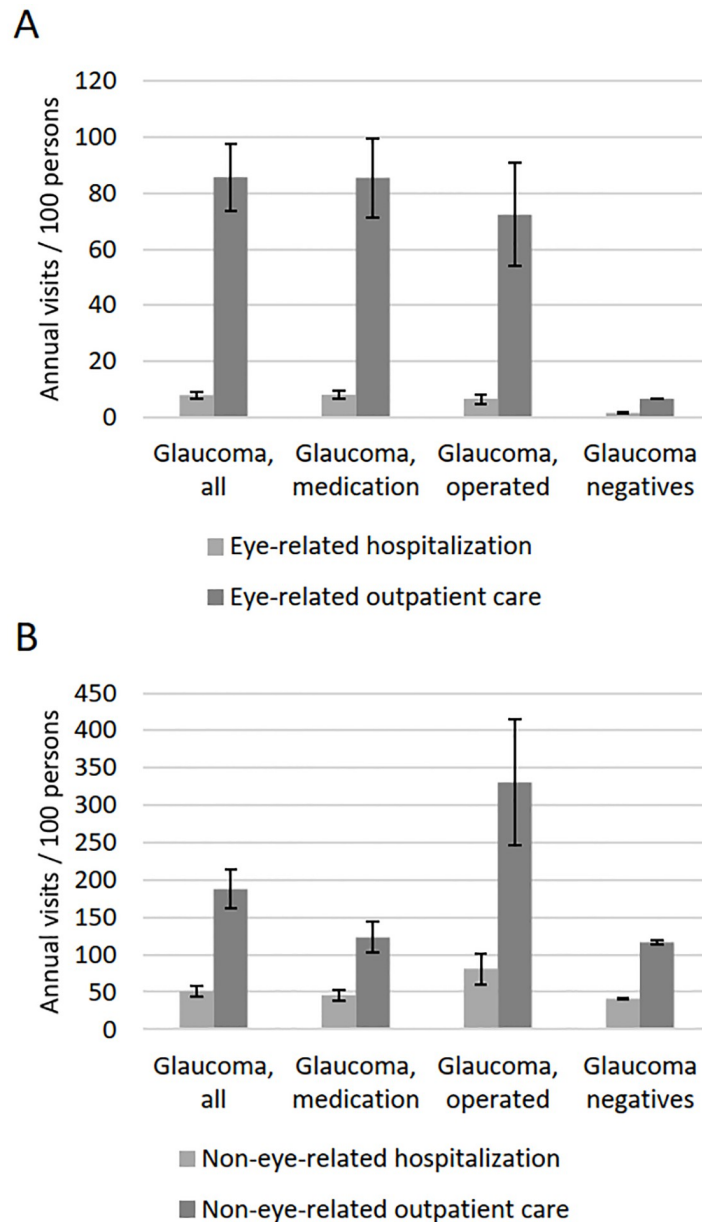 A
Annual visits / 100 persons
120
100
80
60
40
20
0
Glaucoma, all
Glaucoma, medication
Glaucoma, operated
Glaucoma negatives
Eye-related hospitalization
Eye-related outpatient care
B
Annual visits / 100 persons
450
400
350
300
250
200
150
100
50
0
Glaucoma, all
Glaucoma, medication
Glaucoma, operated
Glaucoma negatives
Non-eye-related hospitalization
Non-eye-related outpatient care